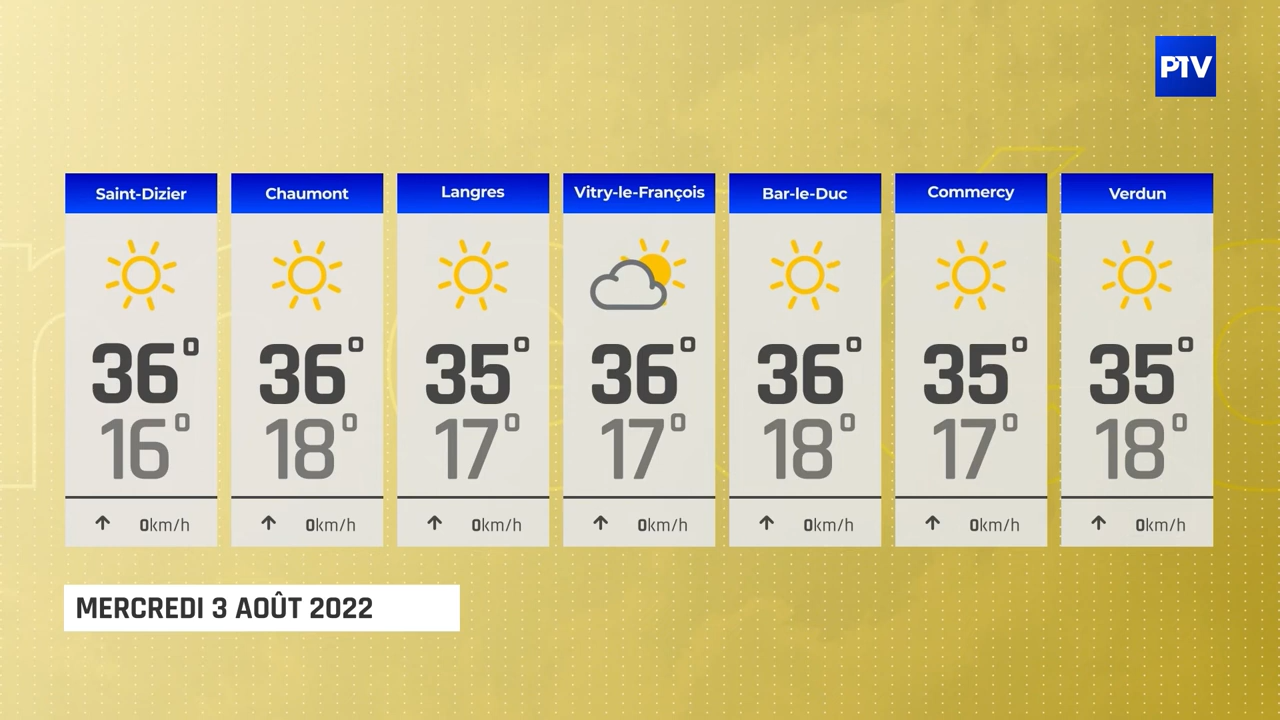 PTV
Saint-Dizier
Chaumont
Langres
Vitry-le-François
Bar-le-Duc
Commercy
Verdun
36° 36° 35° 36° 36° 35° 35°
16° 18° 17° 17° 18° 17° 18°
0km/h 0km/h 0km/h 0km/h 0km/h 0km/h 0km/h
MERCREDI 3 AOÛT 2022